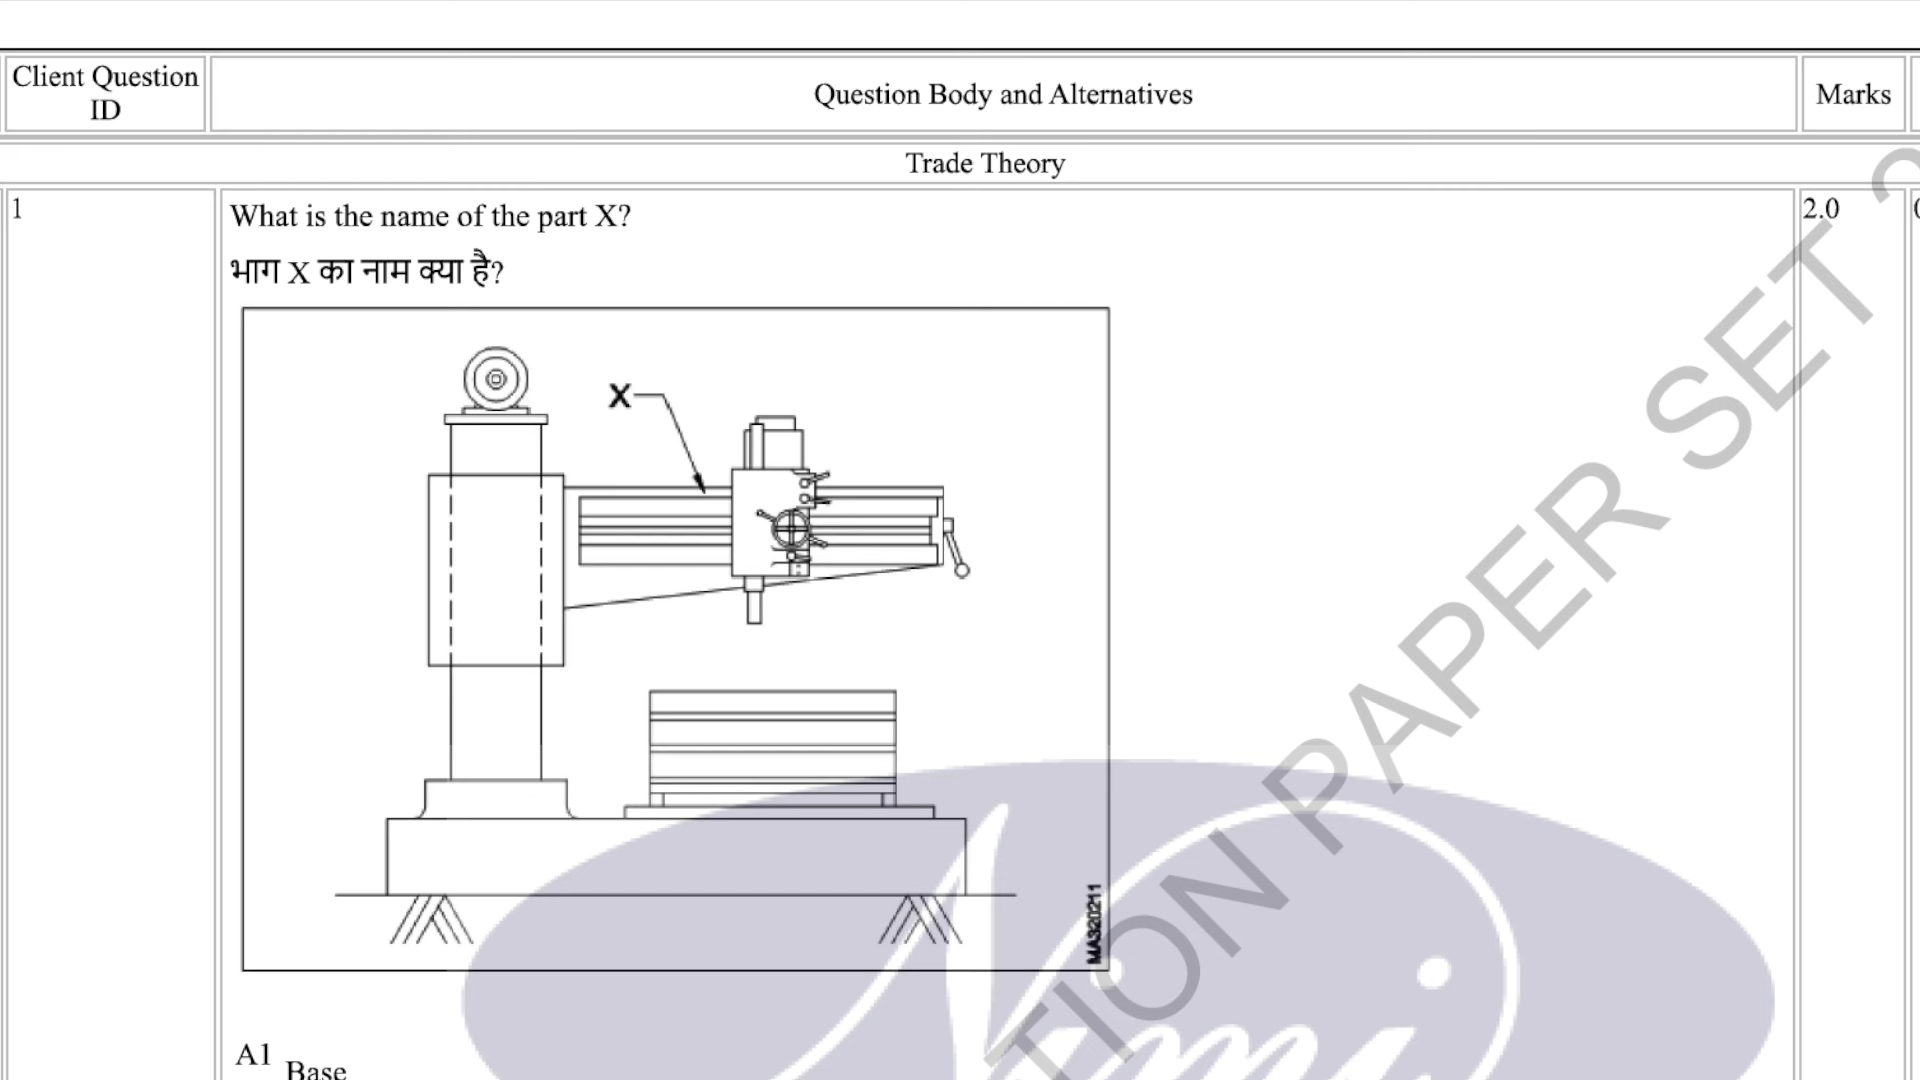 Client Question
ID
Question Body and Alternatives
Marks
Trade Theory
1
What is the name of the part X?
2.0
भाग X का नाम क्या है?
X
MA320211
A1
Base
TION PAPER SET
Nimi